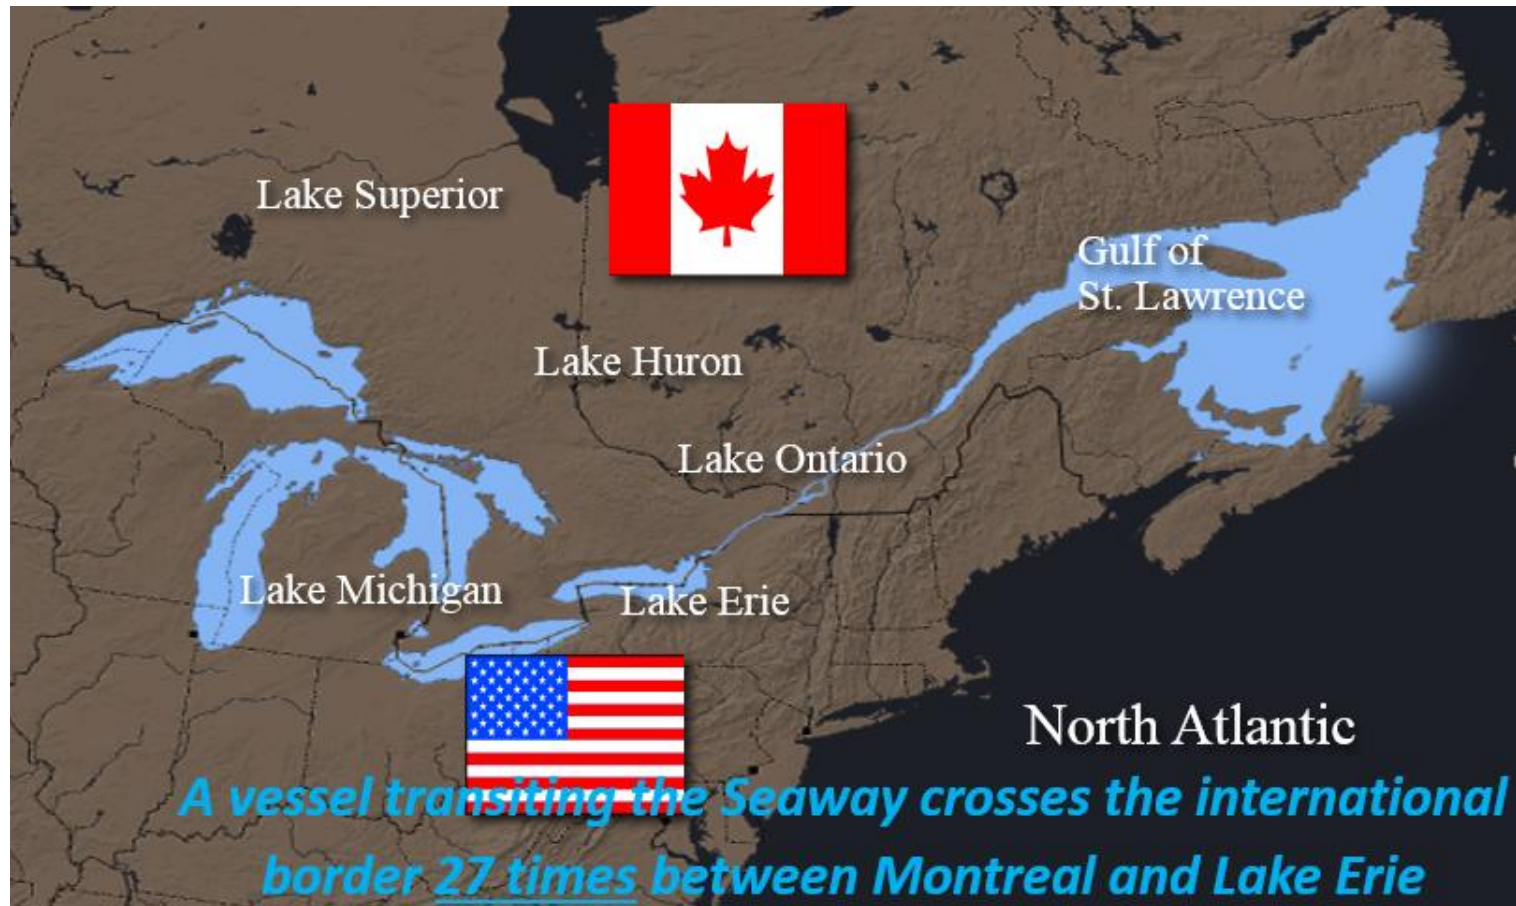 Lake Superior
Gulf of
St. Lawrence
Lake Huron
Lake Ontario
Lake Michigan
Lake Erie
North Atlantic
A vessel transiting the Seaway crosses the international
border 27 times between Montreal and Lake Erie